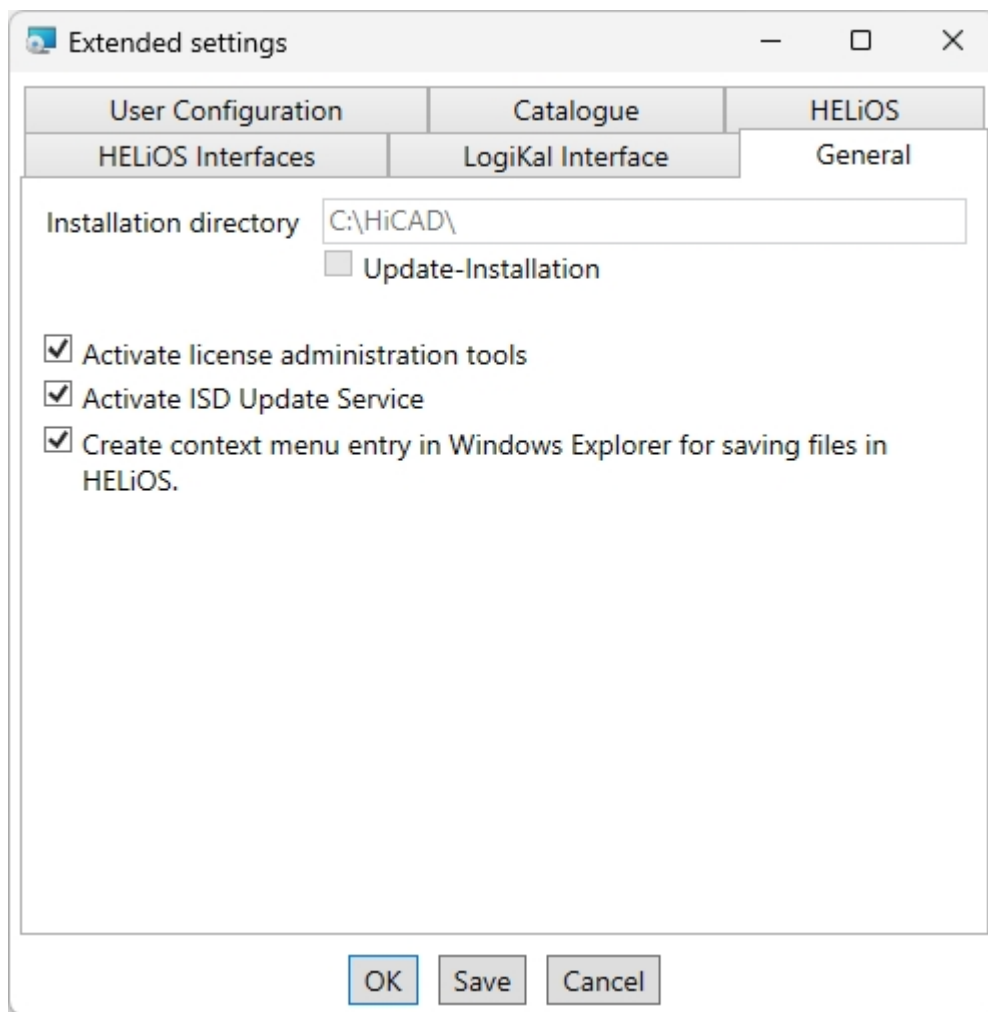 Extended settings
User Configuration
Catalogue
HELiOS
HELiOS Interfaces
LogiKal Interface
General
Installation directory
C:\HiCAD\
Update-Installation
Activate license administration tools
Activate ISD Update Service
Create context menu entry in Windows Explorer for saving files in
HELiOS.
OK
Save
Cancel